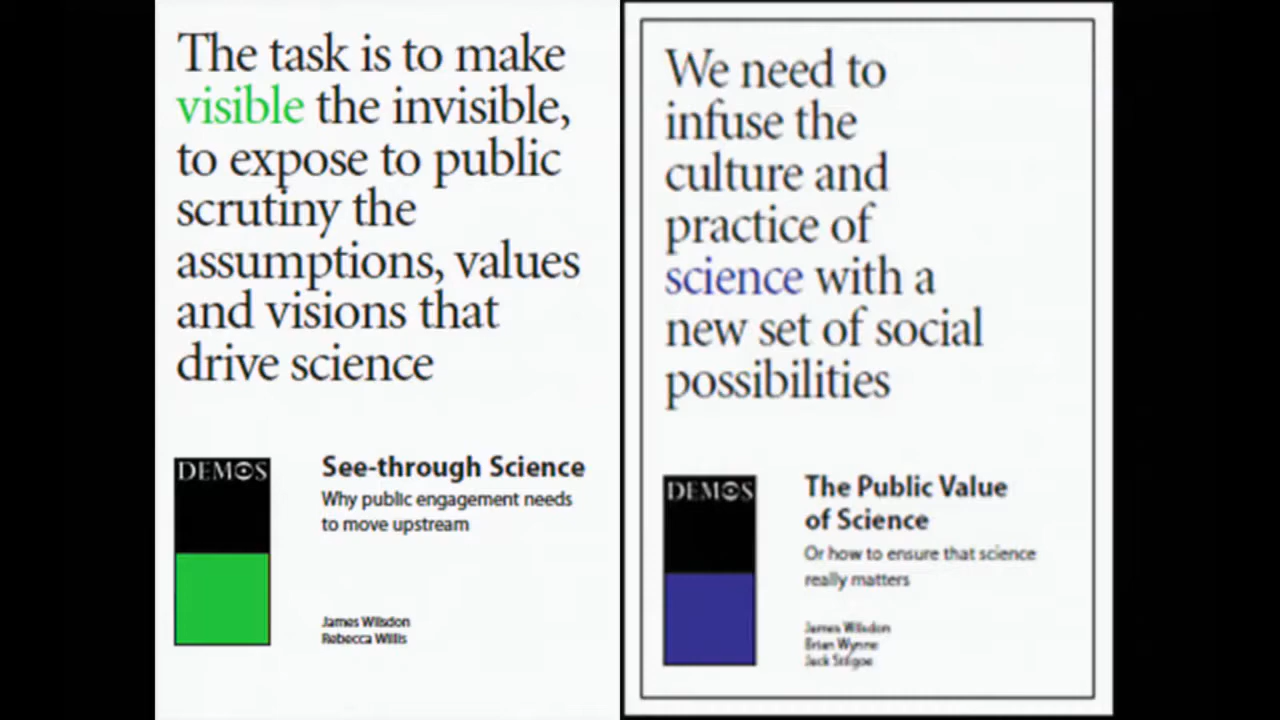 The task is to make
visible the invisible,
to expose to public
scrutiny the
assumptions, values
and visions that
drive science
DEMOS
See-through Science
Why public engagement needs
to move upstream
James Wilsdon
Rebecca Willis
We need to
infuse the
culture and
practice of
science with a
new set of social
possibilities
DEMOS
The Public Value
of Science
Or how to ensure that science
really matters
James Wilsdon
Brian Wynne
Jack Stilgoe